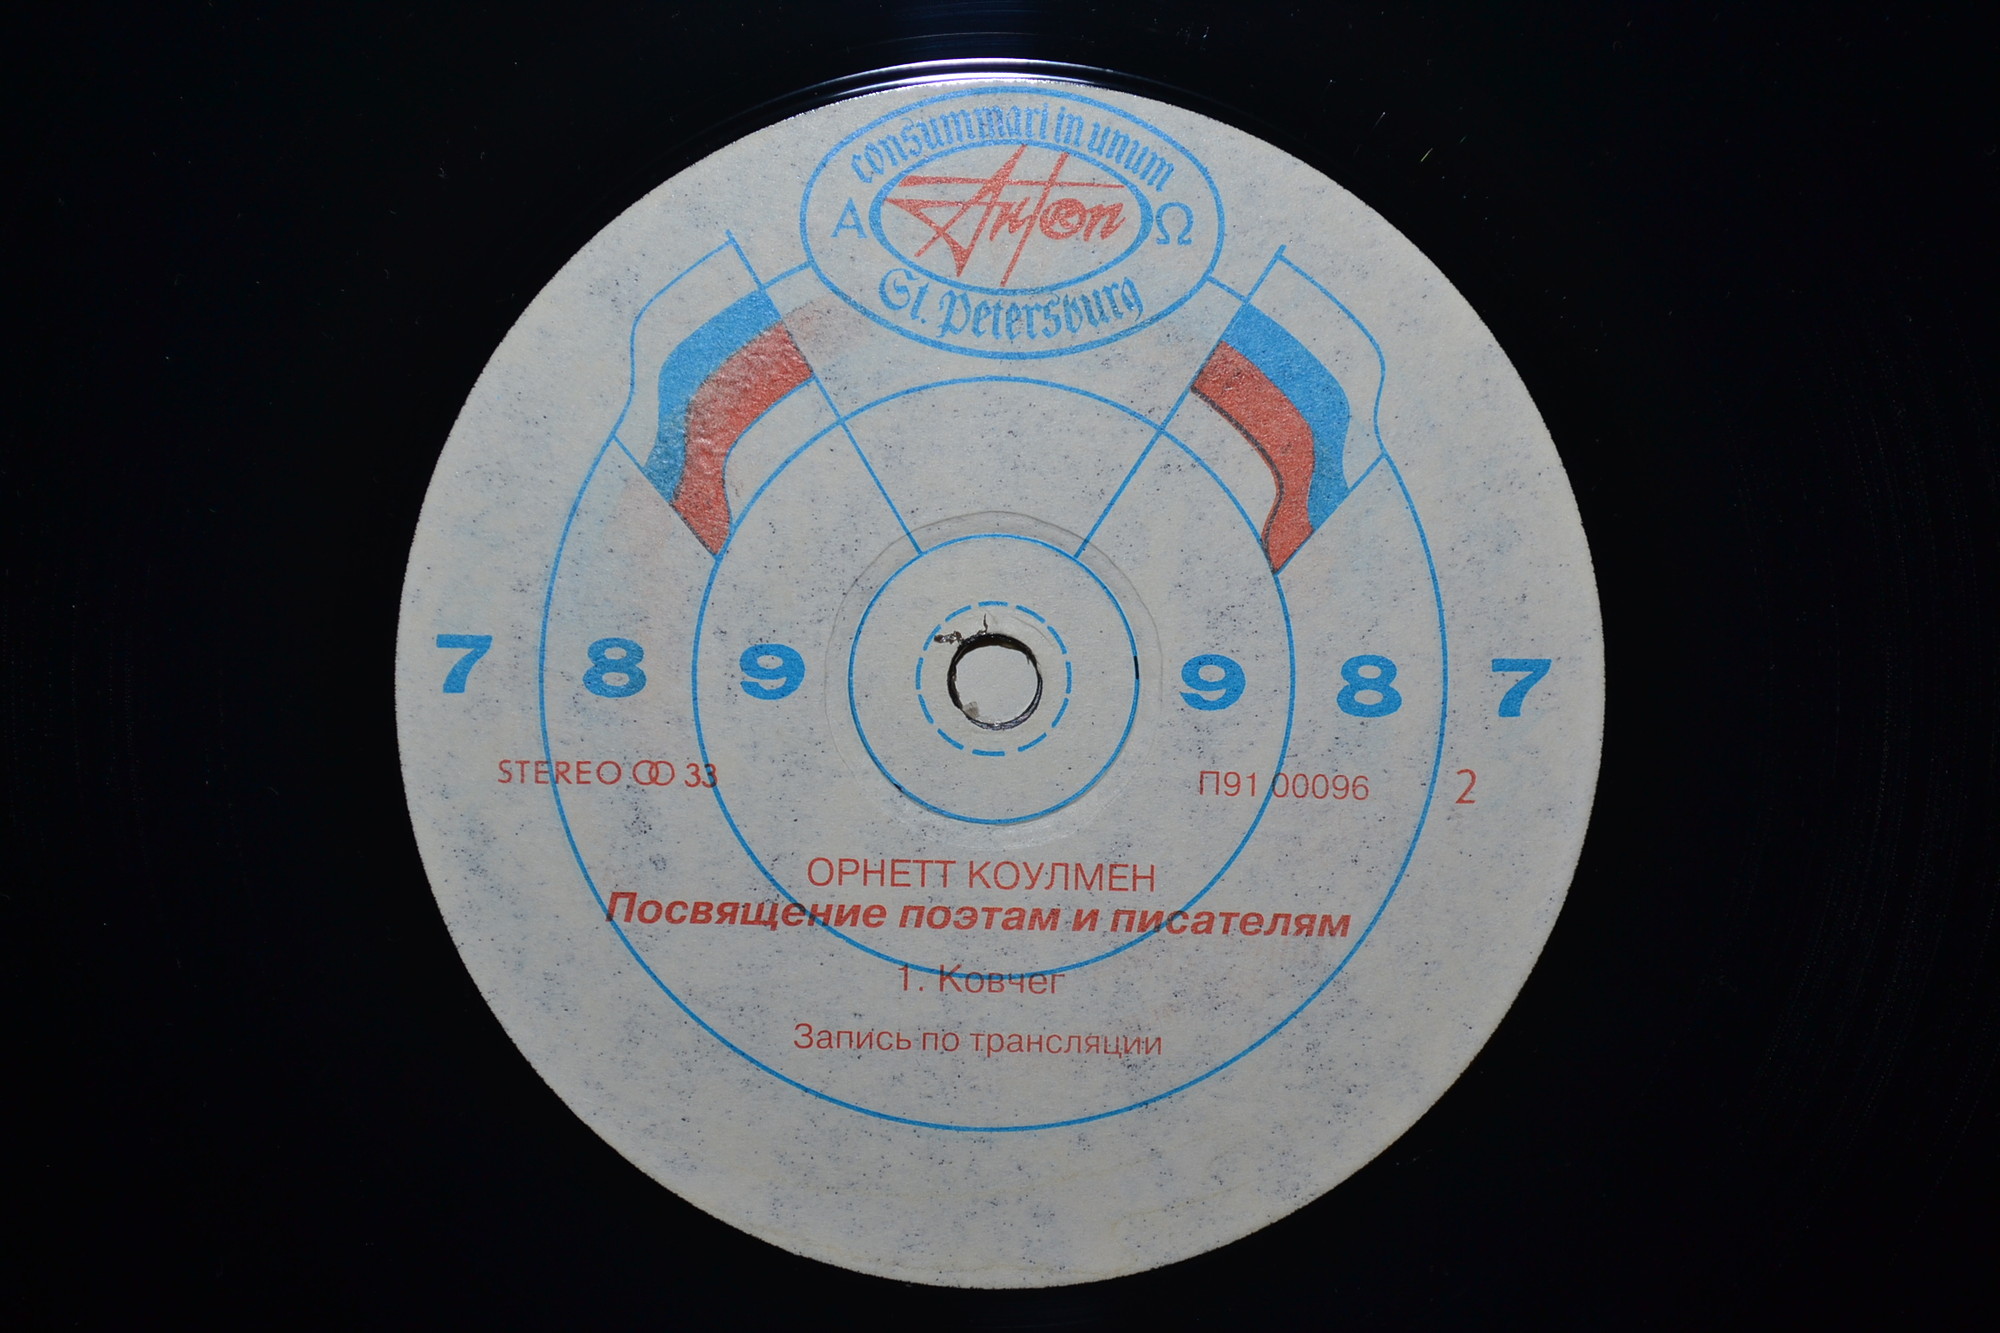 consummari in unum
Α Antоn Ω
St. Petersburg
7 8 9 9 8 7
STEREO 33 П91 00096 2
ОРНЕТТ КОУЛМЕН
Посвящение поэтам и писателям
1. Ковчег
Запись по трансляции